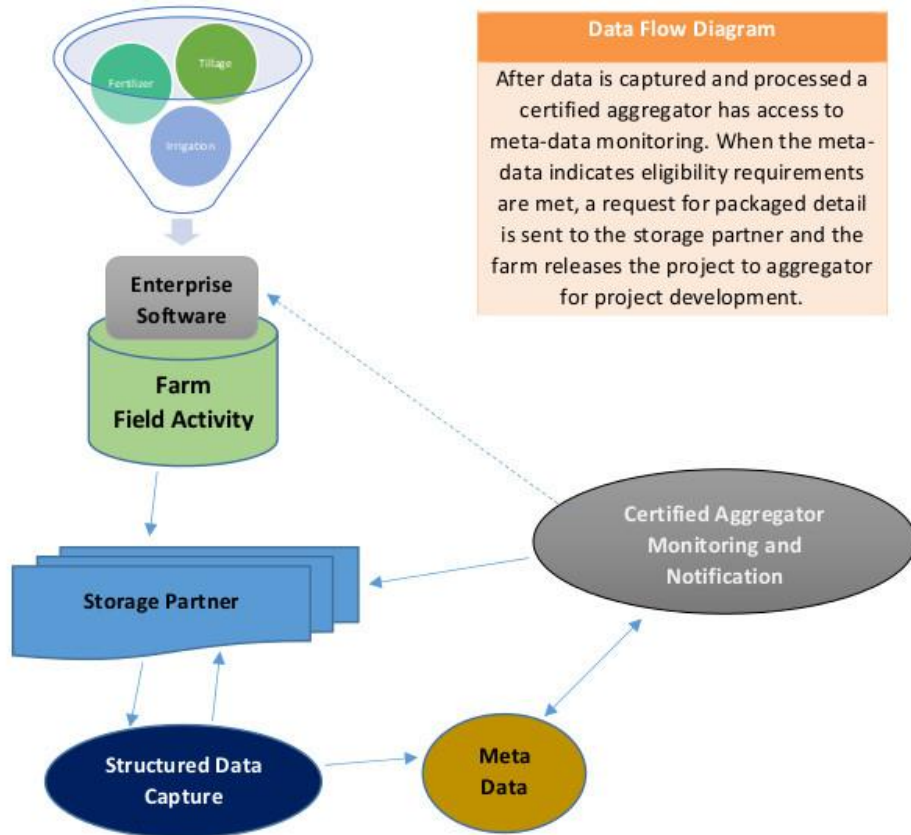 Tillage
Fertilizer
Irrigation
Enterprise
Software
Farm
Field Activity
Data Flow Diagram
After data is captured and processed a
certified aggregator has access to
meta-data monitoring. When the meta-
data indicates eligibility requirements
are met, a request for packaged detail
is sent to the storage partner and the
farm releases the project to aggregator
for project development.
Certified Aggregator
Monitoring and
Notification
Storage Partner
Structured Data
Capture
Meta
Data